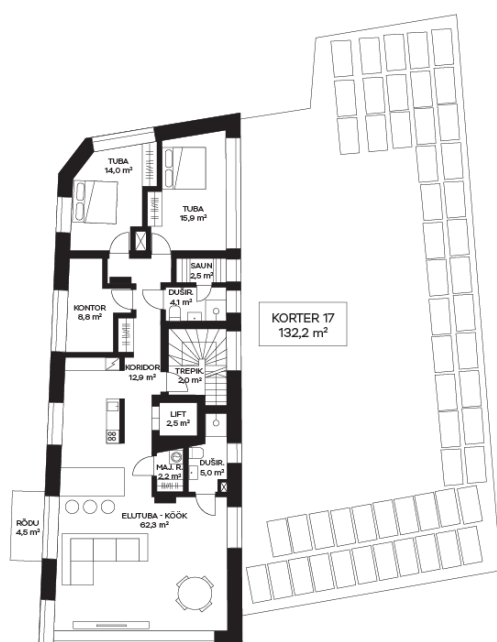 TUBA
14,0 m²
TUBA
15,9 m²
SAUN
2,5 m²
DUŠIR.
4,1 m²
KONTOR
8,8 m²
KORTER 17
132,2 m²
KORIDOR
12,9 m²
TREPIK
2,0 m²
LIFT
2,5 m²
MAJ. R.
2,2 m²
DUŠIR.
5,0 m²
RÕDU
4,5 m²
ELUTUBA - KÖÖK
62,3 m²